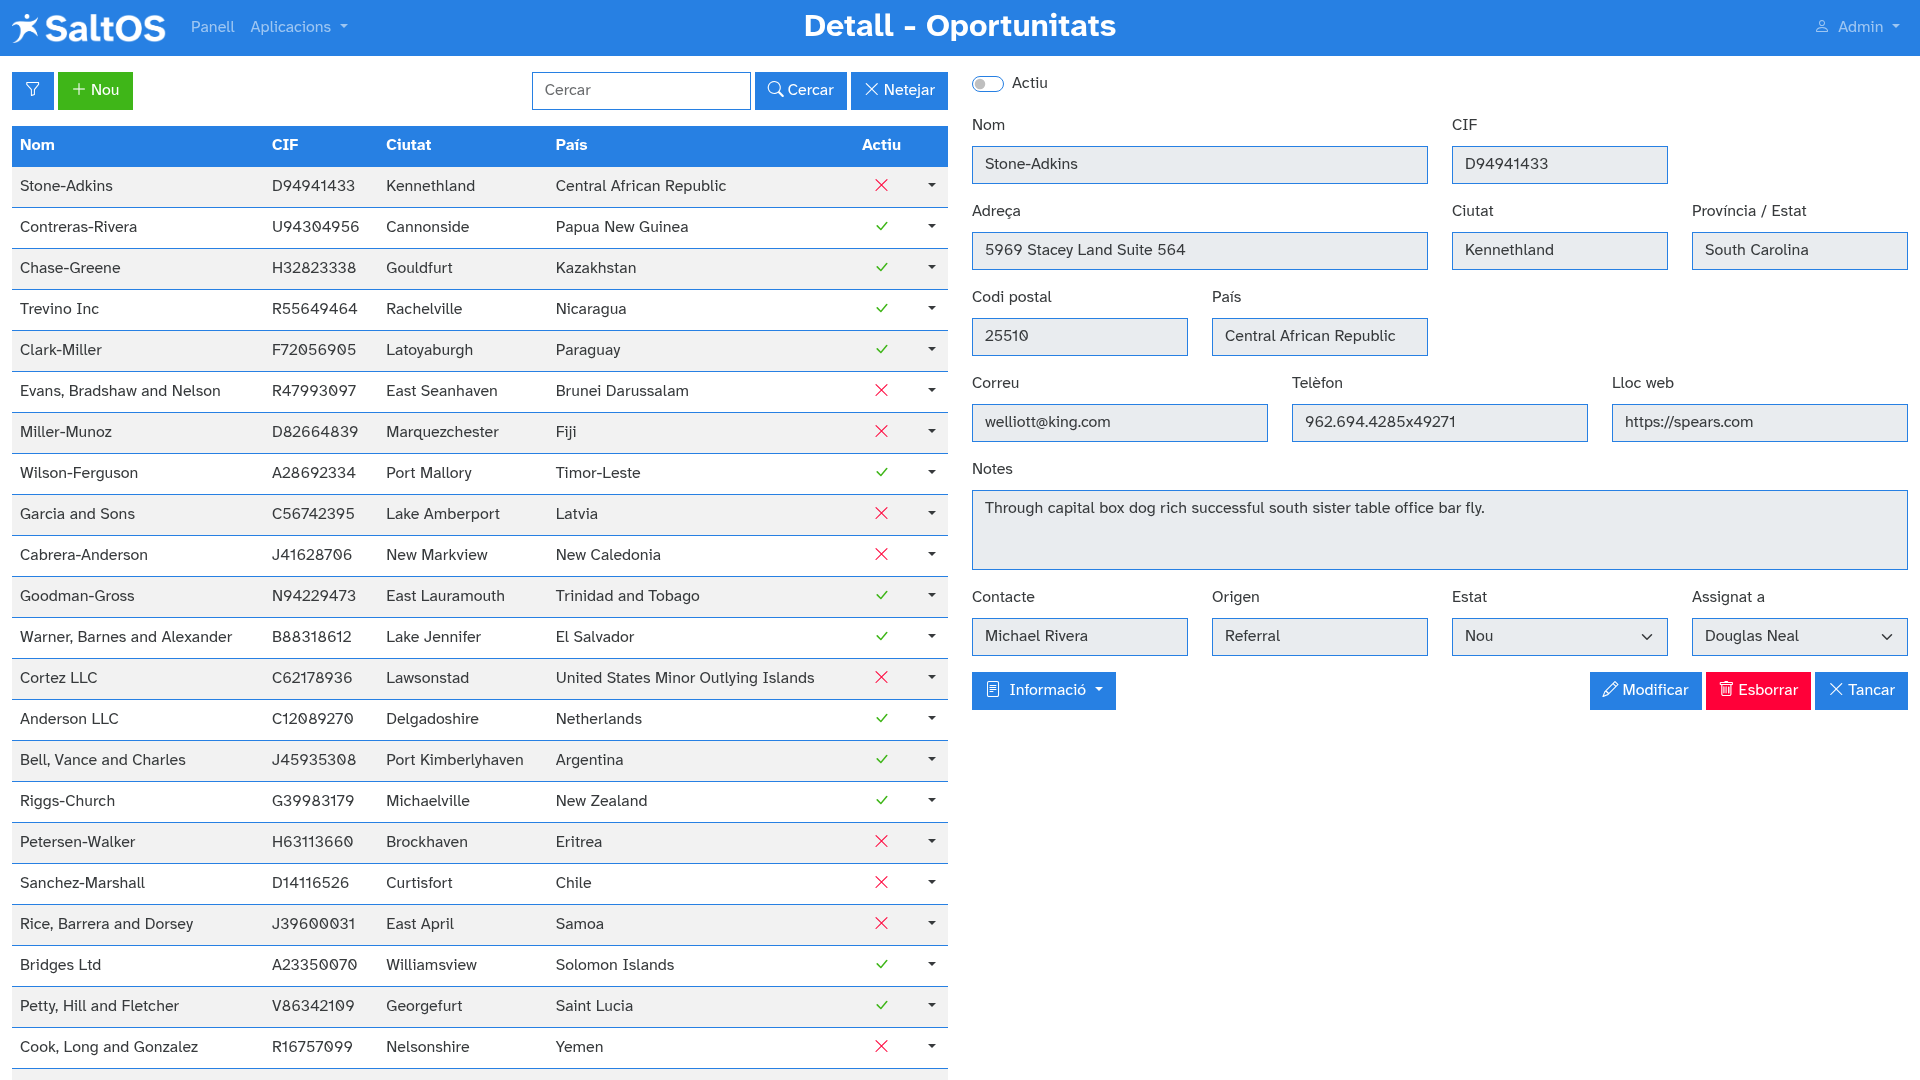 SaltOS Panell Aplicacions Detall - Oportunitats Admin
Nou Cercar Cercar Netejar
Nom CIF Ciutat País Actiu
Stone-Adkins D94941433 Kennethland Central African Republic
Contreras-Rivera U94304956 Cannonside Papua New Guinea
Chase-Greene H32823338 Gouldfurt Kazakhstan
Trevino Inc R55649464 Rachelville Nicaragua
Clark-Miller F72056905 Latoyaburgh Paraguay
Evans, Bradshaw and Nelson R47993097 East Seanhaven Brunei Darussalam
Miller-Munoz D82664839 Marquezchester Fiji
Wilson-Ferguson A28692334 Port Mallory Timor-Leste
Garcia and Sons C56742395 Lake Amberport Latvia
Cabrera-Anderson J41628706 New Markview New Caledonia
Goodman-Gross N94229473 East Lauramouth Trinidad and Tobago
Warner, Barnes and Alexander B88318612 Lake Jennifer El Salvador
Cortez LLC C62178936 Lawsonstad United States Minor Outlying Islands
Anderson LLC C12089270 Delgadoshire Netherlands
Bell, Vance and Charles J45935308 Port Kimberlyhaven Argentina
Riggs-Church G39983179 Michaelville New Zealand
Petersen-Walker H63113660 Brockhaven Eritrea
Sanchez-Marshall D14116526 Curtisfort Chile
Rice, Barrera and Dorsey J39600031 East April Samoa
Bridges Ltd A23350070 Williamsview Solomon Islands
Petty, Hill and Fletcher V86342109 Georgefurt Saint Lucia
Cook, Long and Gonzalez R16757099 Nelsonshire Yemen
Actiu
Nom CIF
Stone-Adkins D94941433
Adreça Ciutat Província / Estat
5969 Stacey Land Suite 564 Kennethland South Carolina
Codi postal País
25510 Central African Republic
Correu Telèfon Lloc web
welliott@king.com 962.694.4285x49271 https://spears.com
Notes
Through capital box dog rich successful south sister table office bar fly.
Contacte Origen Estat Assignat a
Michael Rivera Referral Nou Douglas Neal
Informació Modificar Esborrar Tancar